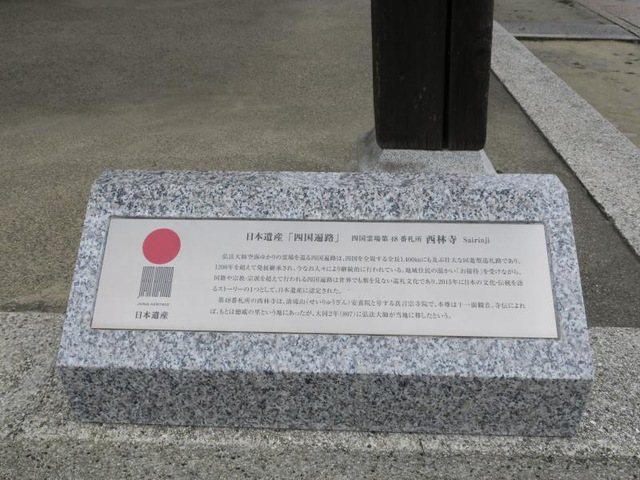 日本遺産「四国遍路」 四国霊場第48番札所 西林寺 Sairinji
弘法大師空海ゆかりの霊場を巡る四国遍路は、四国を全周する全長1,400kmにも及ぶ壮大な回遊型巡礼路であり、
1200年を超えて発展継承され、今なお人々により継続的に行われている。地域住民の温かい「お接待」を受けながら、
国籍や宗教・宗派を超えて行われる四国遍路は世界でも類を見ない巡礼文化であり、2015年に日本の文化・伝統を語
るストーリーの1つとして、日本遺産に認定された。
第48番札所の西林寺は、清滝山(せいりゅうざん)安養院と号する真言宗寺院で、本尊は十一面観音。寺伝によれ
ば、もとは徳威の里という地にあったが、大同2年(807)に弘法大師が当地に移したという。
JAPAN HERITAGE
日本遺産